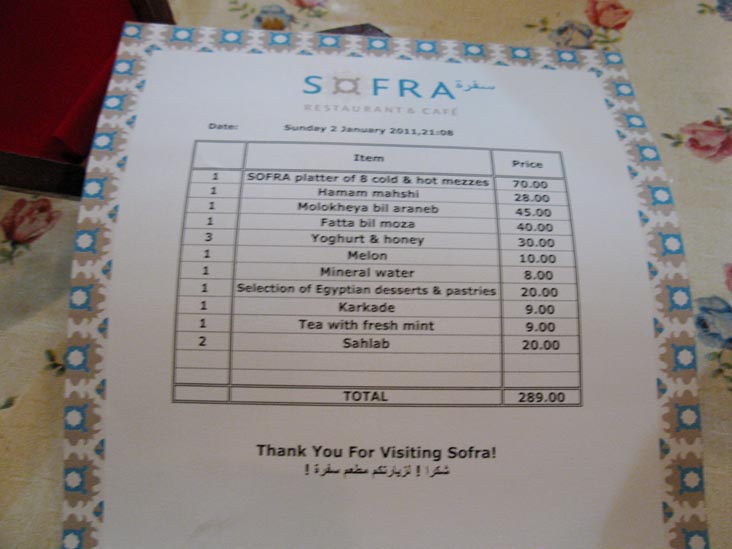 SOFRA سفرة
RESTAURANT & CAFÉ
Date: Sunday 2 January 2011,21:08
Item Price
1 SOFRA platter of 8 cold & hot mezzes 70.00
1 Hamam mahshi 28.00
1 Molokheya bil araneb 45.00
1 Fatta bil moza 40.00
3 Yoghurt & honey 30.00
1 Melon 10.00
1 Mineral water 8.00
1 Selection of Egyptian desserts & pastries 20.00
1 Karkade 9.00
1 Tea with fresh mint 9.00
2 Sahlab 20.00
TOTAL 289.00
Thank You For Visiting Sofra!
شكرا ! لزيارتكم مطعم سفرة !